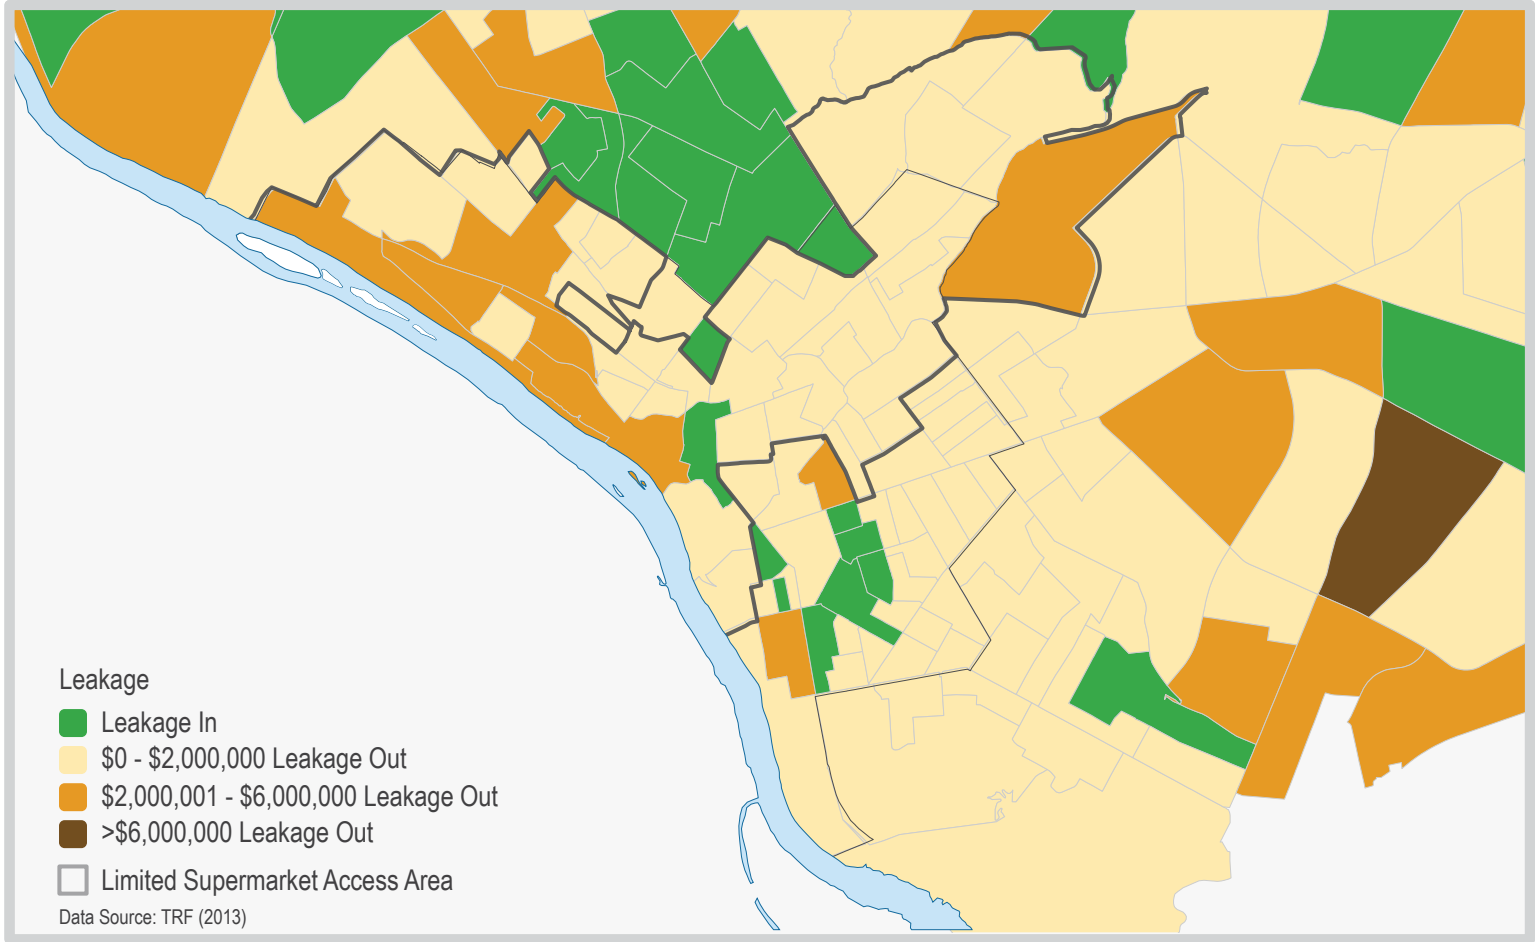 Leakage
Leakage In
$0 - $2,000,000 Leakage Out
$2,000,001 - $6,000,000 Leakage Out
>$6,000,000 Leakage Out
Limited Supermarket Access Area
Data Source: TRF (2013)